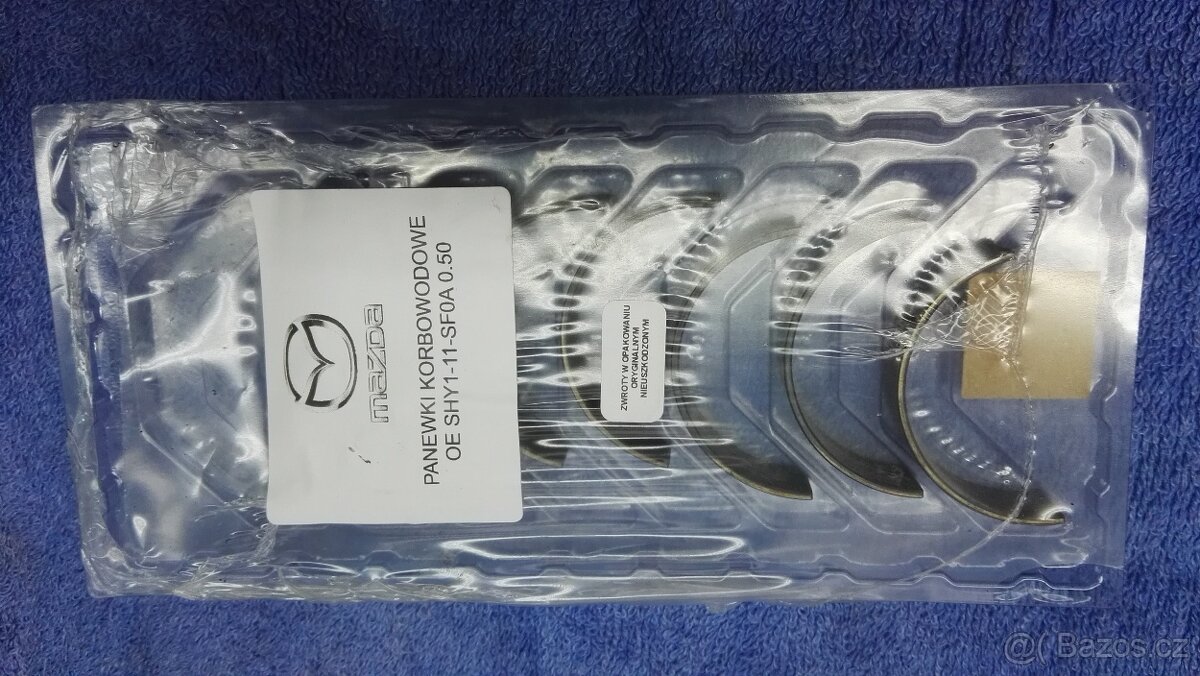 mazda
PANEWKI KORBOWODOWE
OE SHY1-11-SF0A 0.50
ZWROTY W OPAKOWANIU
ORYGINALNYM
NIEUSZKODZONYM
@( Bazos.cz